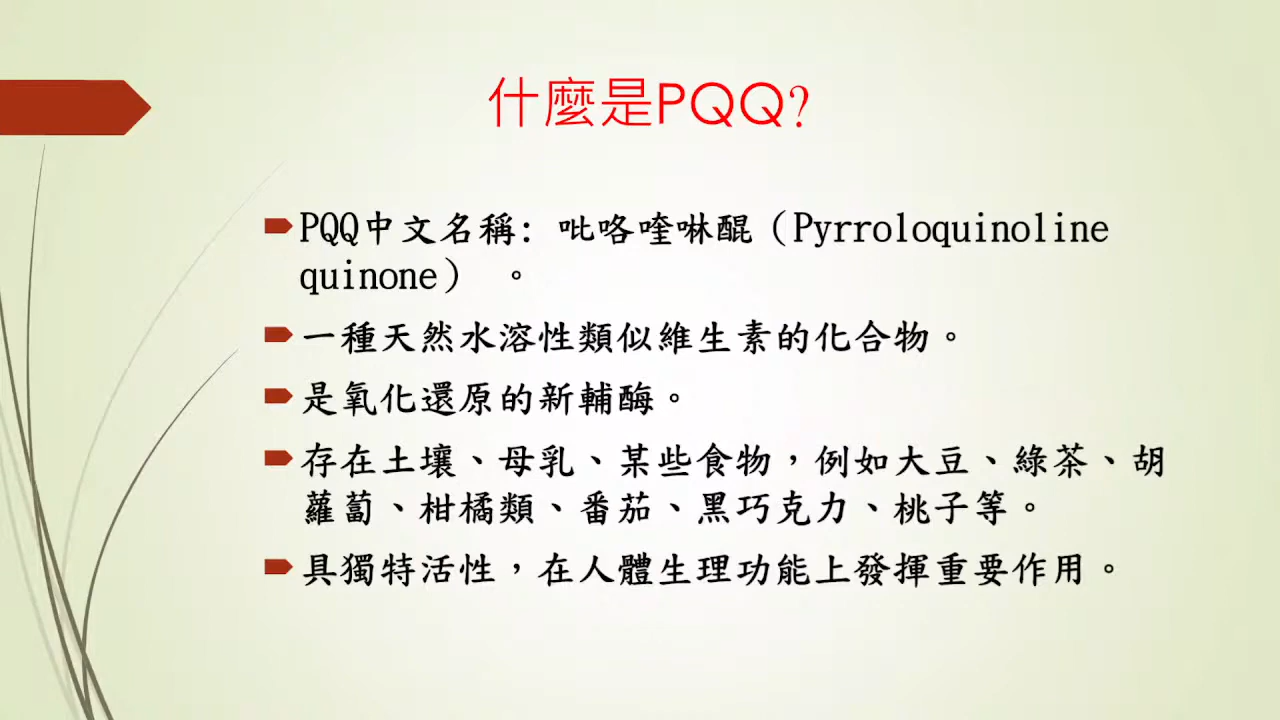 什麼是PQQ?
PQQ中文名稱: 吡咯喹啉醌（Pyrroloquinoline
quinone） 。
一種天然水溶性類似維生素的化合物。
是氧化還原的新輔酶。
存在土壤、母乳、某些食物，例如大豆、綠茶、胡
蘿蔔、柑橘類、番茄、黑巧克力、桃子等。
具獨特活性，在人體生理功能上發揮重要作用。